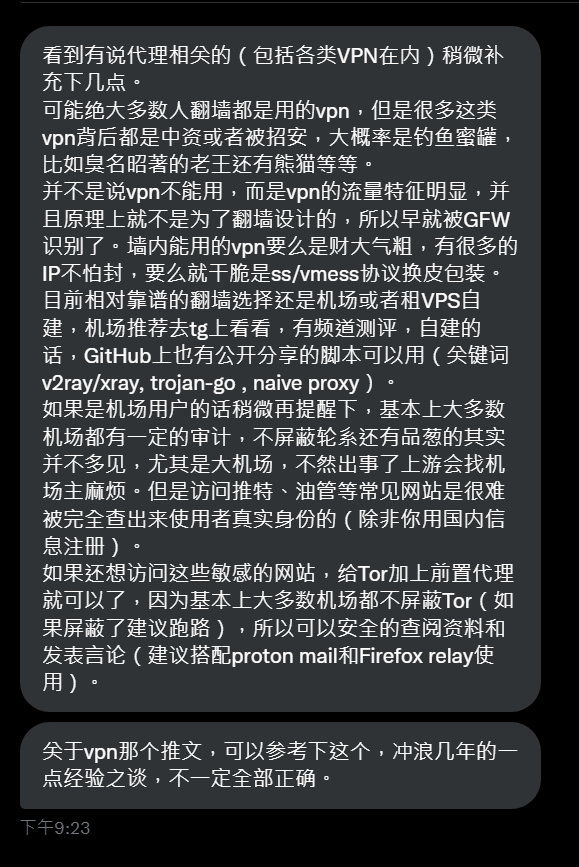 看到有说代理相关的（包括各类VPN在内）稍微补
充下几点。
可能绝大多数人翻墙都是用的vpn，但是很多这类
vpn背后都是中资或者被招安，大概率是钓鱼蜜罐，
比如臭名昭著的老王还有熊猫等等。
并不是说vpn不能用，而是vpn的流量特征明显，并
且原理上就不是为了翻墙设计的，所以早就被GFW
识别了。墙内能用的vpn要么是财大气粗，有很多的
IP不怕封，要么就干脆是ss/vmess协议换皮包装。
目前相对靠谱的翻墙选择还是机场或者租VPS自
建，机场推荐去tg上看看，有频道测评，自建的
话，GitHub上也有公开分享的脚本可以用（关键词
v2ray/xray, trojan-go , naive proxy）。
如果是机场用户的话稍微再提醒下，基本上大多数
机场都有一定的审计，不屏蔽轮系还有品葱的其实
并不多见，尤其是大机场，不然出事了上游会找机
场主麻烦。但是访问推特、油管等常见网站是很难
被完全查出来使用者真实身份的（除非你用国内信
息注册）。
如果还想访问这些敏感的网站，给Tor加上前置代理
就可以了，因为基本上大多数机场都不屏蔽Tor（如
果屏蔽了建议跑路），所以可以安全的查阅资料和
发表言论（建议搭配proton mail和Firefox relay使
用）。
关于vpn那个推文，可以参考下这个，冲浪几年的一
点经验之谈，不一定全部正确。
下午9:23